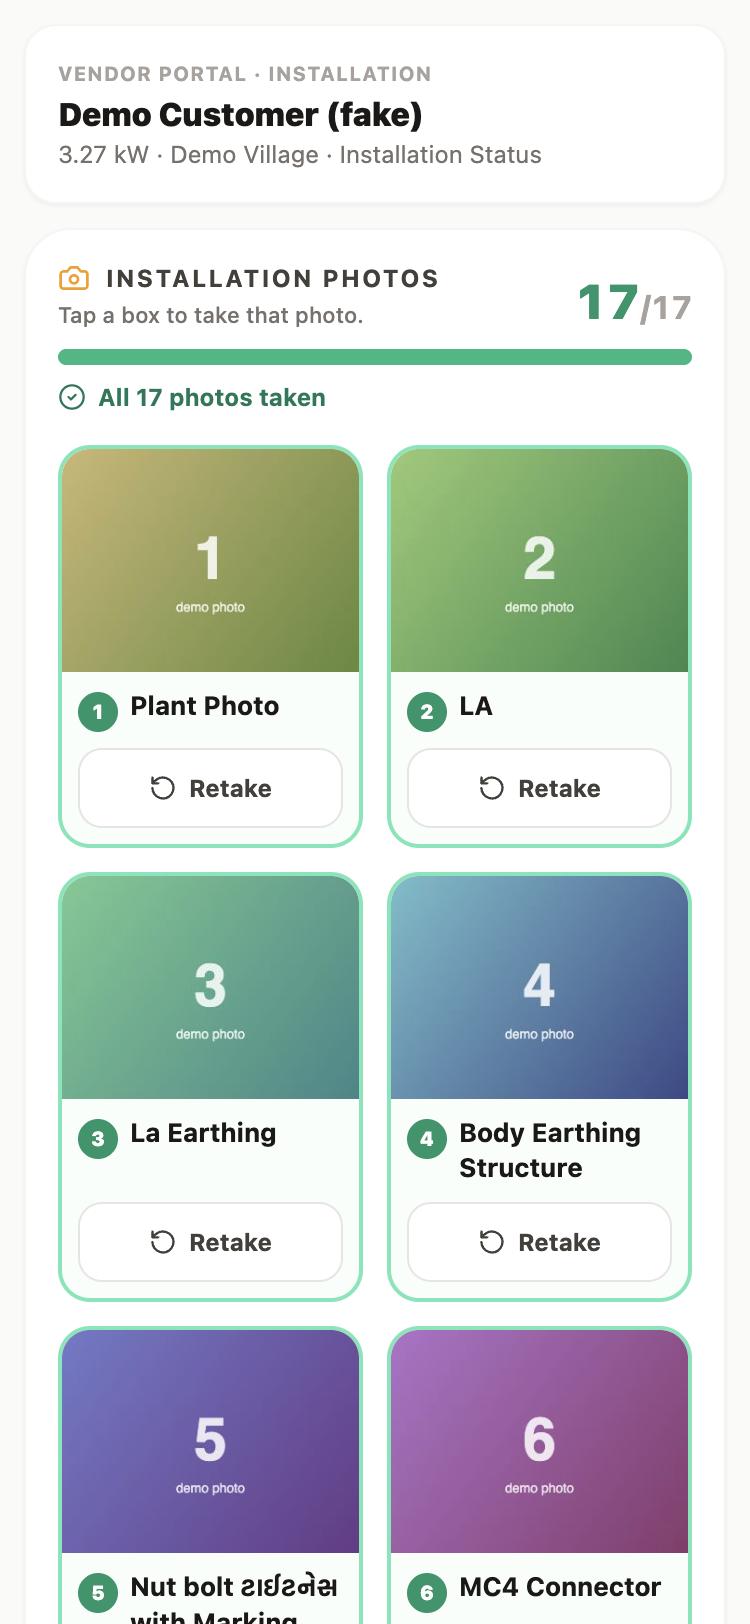 VENDOR PORTAL · INSTALLATION
Demo Customer (fake)
3.27 kW · Demo Village · Installation Status
INSTALLATION PHOTOS
Tap a box to take that photo.
17/17
All 17 photos taken
1
demo photo
1 Plant Photo
Retake
2
demo photo
2 LA
Retake
3
demo photo
3 La Earthing
Retake
4
demo photo
4 Body Earthing
Structure
Retake
5
demo photo
5 Nut bolt ટાઈટનેસ
with Marking
6
demo photo
6 MC4 Connector